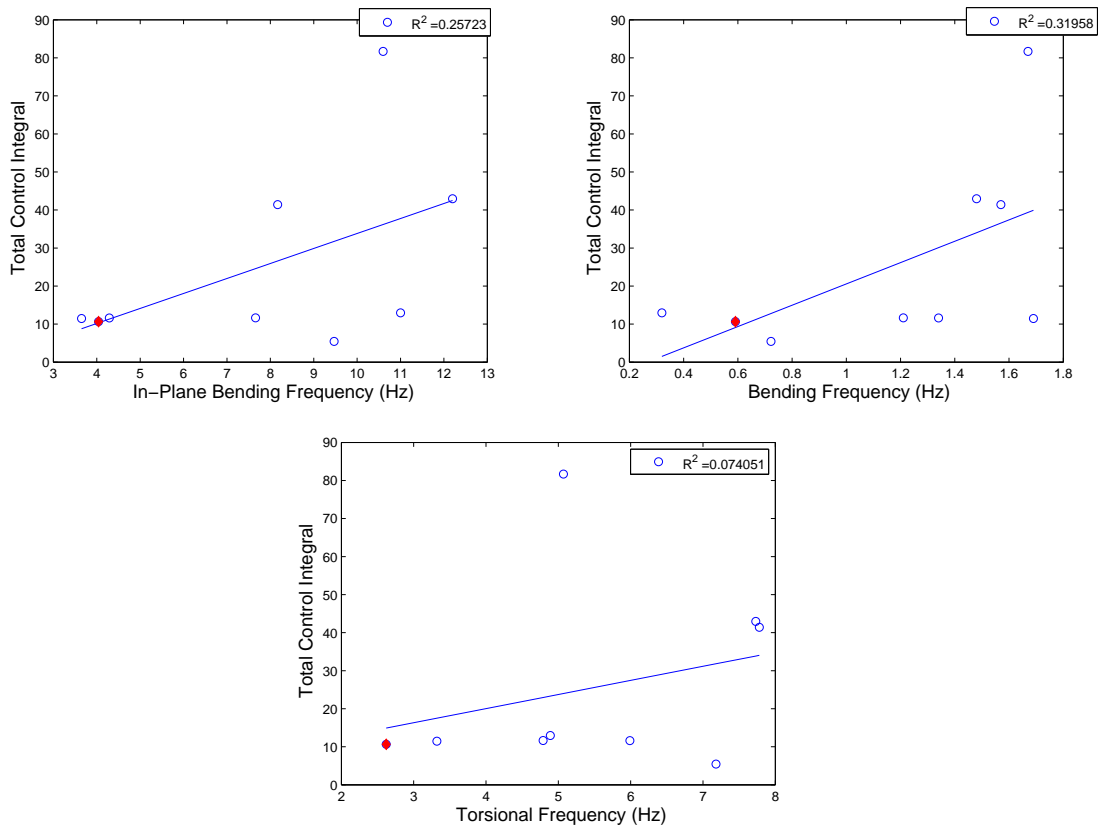 R² =0.25723
90
80
70
60
50
40
30
20
10
0
Total Control Integral
3 4 5 6 7 8 9 10 11 12 13
In−Plane Bending Frequency (Hz)
R² =0.31958
90
80
70
60
50
40
30
20
10
0
Total Control Integral
0.2 0.4 0.6 0.8 1 1.2 1.4 1.6 1.8
Bending Frequency (Hz)
R² =0.074051
90
80
70
60
50
40
30
20
10
0
Total Control Integral
2 3 4 5 6 7 8
Torsional Frequency (Hz)